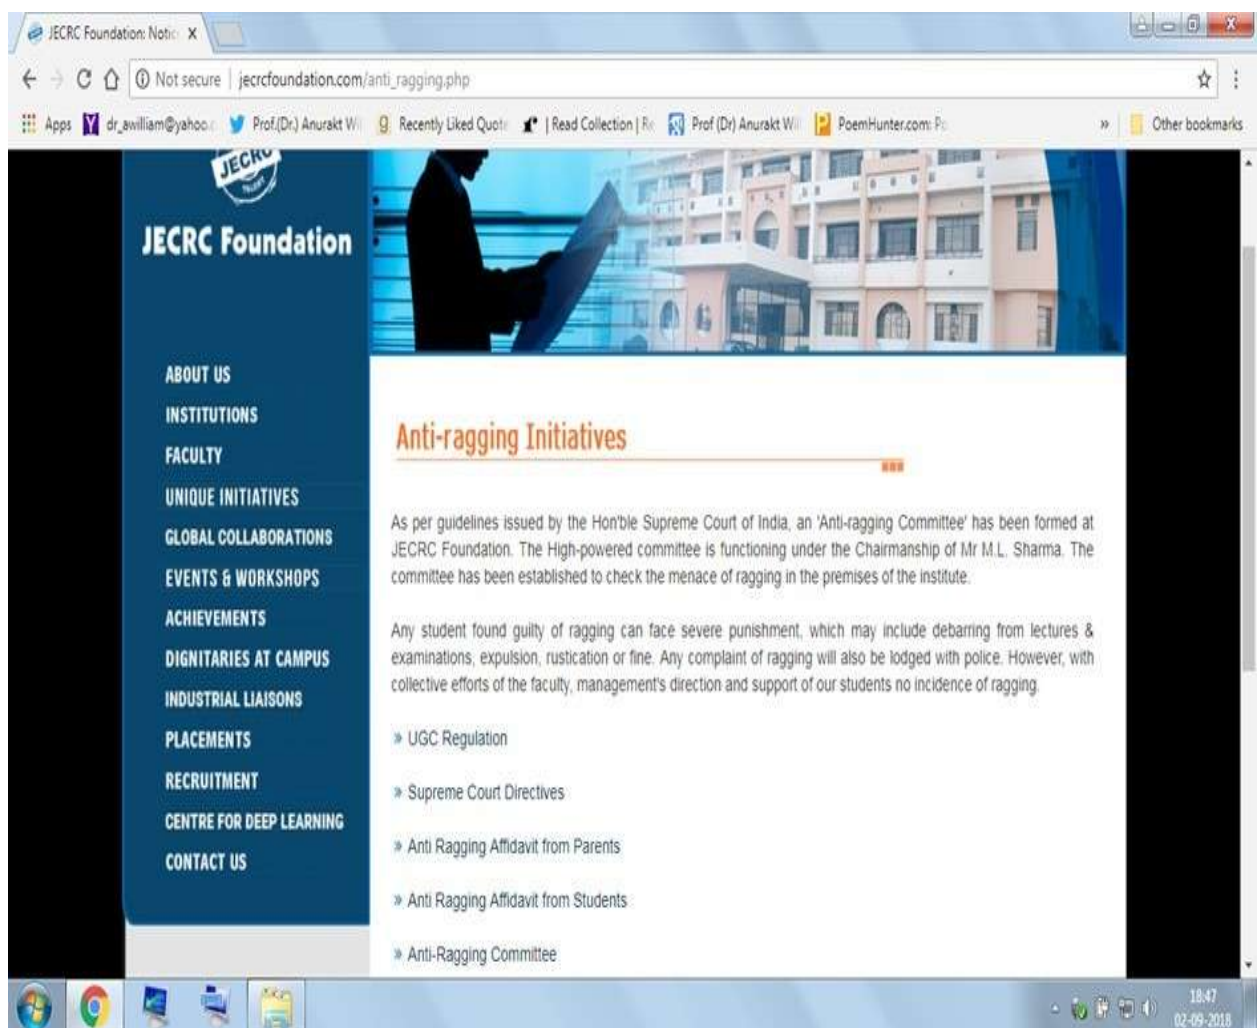 JECRC Foundation: Notic
Not secure | jecrcfoundation.com/anti_ragging.php
Apps dr_awilliam@yahoo.c Prof.(Dr.) Anurakt Wil Recently Liked Quote | Read Collection | Re Prof (Dr) Anurakt Will PoemHunter.com: Po » Other bookmarks
JECRC
TALENT
JECRC Foundation
ABOUT US
INSTITUTIONS
FACULTY
UNIQUE INITIATIVES
GLOBAL COLLABORATIONS
EVENTS & WORKSHOPS
ACHIEVEMENTS
DIGNITARIES AT CAMPUS
INDUSTRIAL LIAISONS
PLACEMENTS
RECRUITMENT
CENTRE FOR DEEP LEARNING
CONTACT US
Anti-ragging Initiatives
As per guidelines issued by the Hon'ble Supreme Court of India, an 'Anti-ragging Committee' has been formed at
JECRC Foundation. The High-powered committee is functioning under the Chairmanship of Mr M.L. Sharma. The
committee has been established to check the menace of ragging in the premises of the institute.
Any student found guilty of ragging can face severe punishment, which may include debarring from lectures &
examinations, expulsion, rustication or fine. Any complaint of ragging will also be lodged with police. However, with
collective efforts of the faculty, management's direction and support of our students no incidence of ragging.
» UGC Regulation
» Supreme Court Directives
» Anti Ragging Affidavit from Parents
» Anti Ragging Affidavit from Students
» Anti-Ragging Committee
18:47
02-09-2018